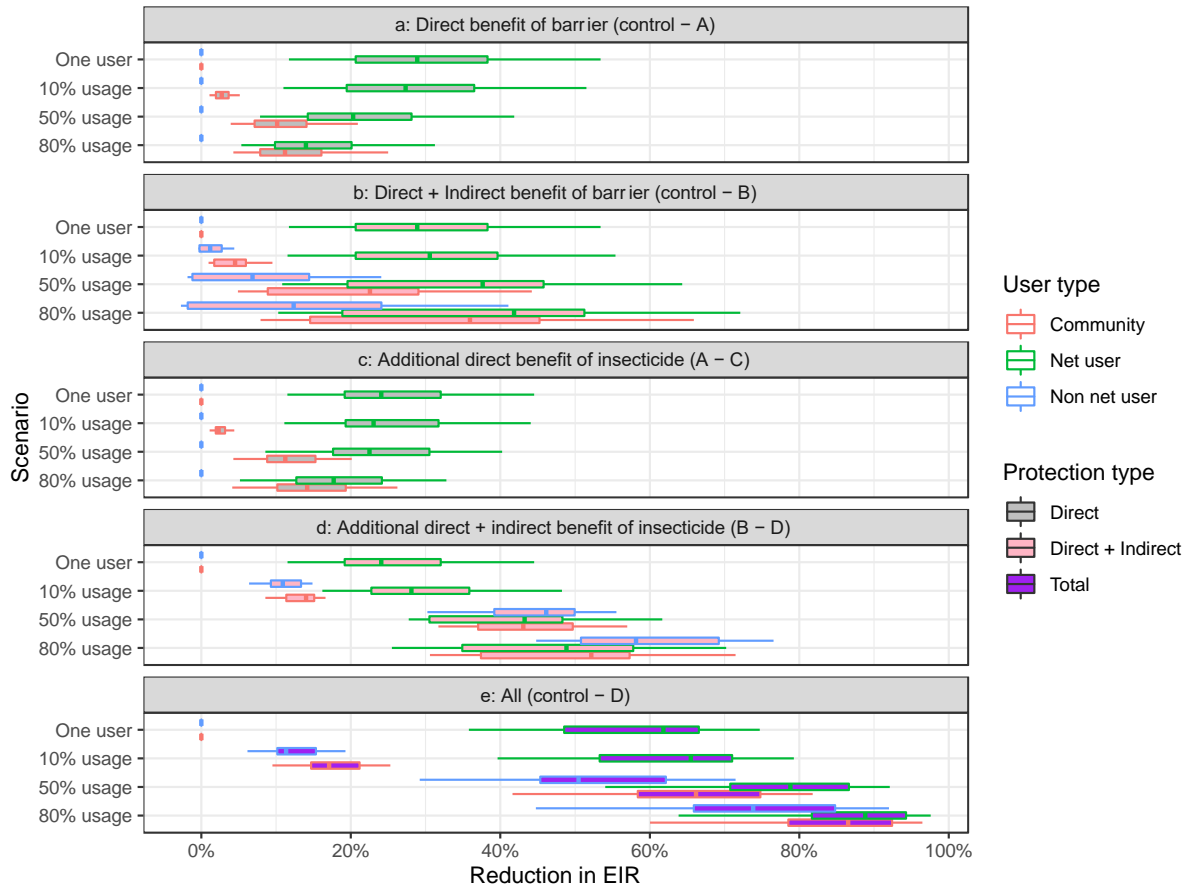 a: Direct benefit of barrier (control − A)
One user
10% usage
50% usage
80% usage
b: Direct + Indirect benefit of barrier (control − B)
One user
10% usage
50% usage
80% usage
c: Additional direct benefit of insecticide (A − C)
One user
10% usage
50% usage
80% usage
d: Additional direct + indirect benefit of insecticide (B − D)
One user
10% usage
50% usage
80% usage
e: All (control − D)
One user
10% usage
50% usage
80% usage
0% 20% 40% 60% 80% 100%
Reduction in EIR
Scenario
User type
Community
Net user
Non net user
Protection type
Direct
Direct + Indirect
Total